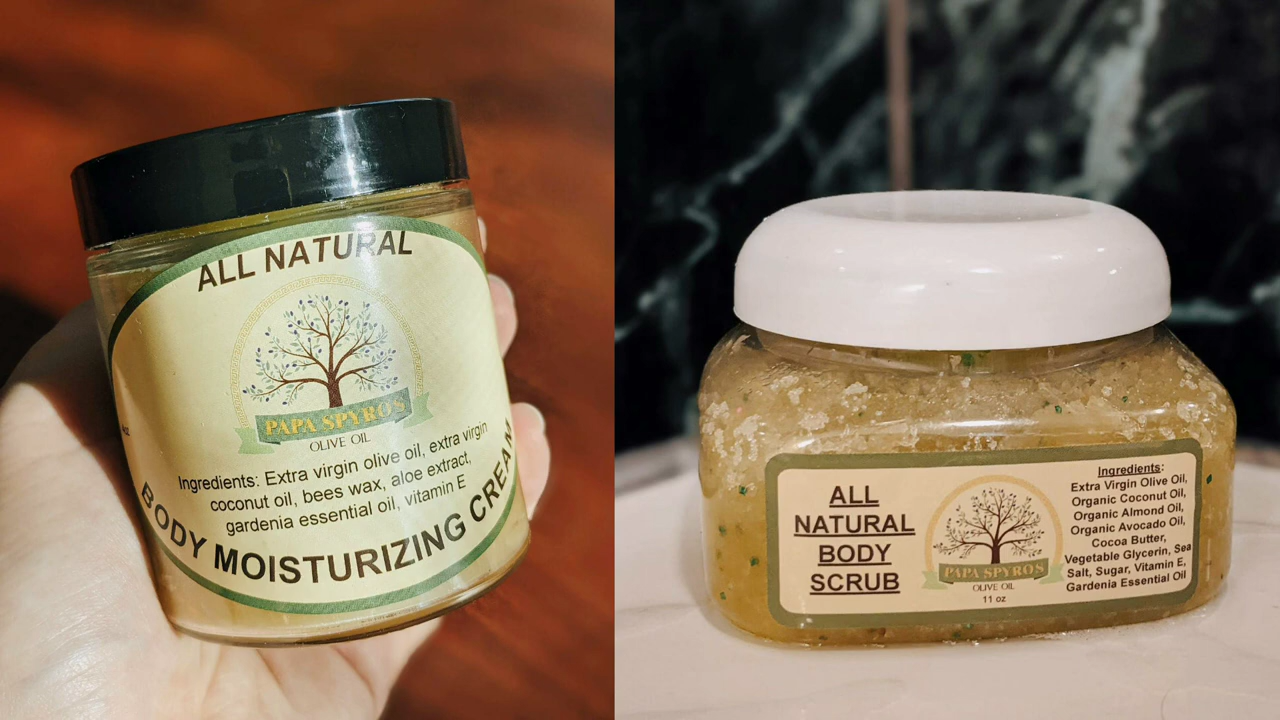 ALL NATURAL
PAPA SPYROS
OLIVE OIL
Ingredients: Extra virgin olive oil, extra virgin
coconut oil, bees wax, aloe extract,
gardenia essential oil, vitamin E
BODY MOISTURIZING CREAM
ALL
NATURAL
BODY
SCRUB
PAPA SPYROS
OLIVE OIL
11 oz
Ingredients:
Extra Virgin Olive Oil,
Organic Coconut Oil,
Organic Almond Oil,
Organic Avocado Oil,
Cocoa Butter,
Vegetable Glycerin, Sea
Salt, Sugar, Vitamin E,
Gardenia Essential Oil